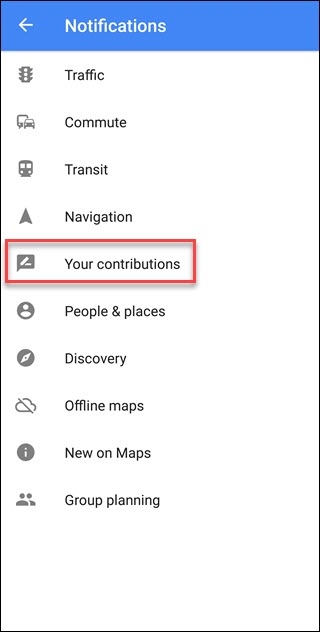 Notifications
Traffic
Commute
Transit
Navigation
Your contributions
People & places
Discovery
Offline maps
New on Maps
Group planning